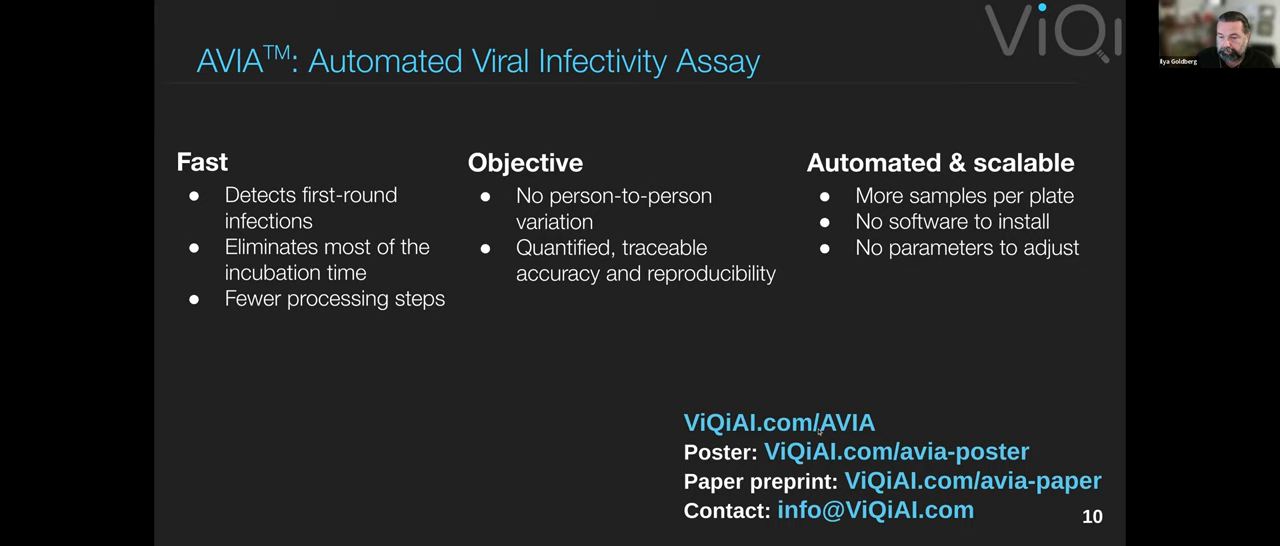 ViQi
Ilya Goldberg
AVIA™: Automated Viral Infectivity Assay
Fast
● Detects first-round
infections
● Eliminates most of the
incubation time
● Fewer processing steps
Objective
● No person-to-person
variation
● Quantified, traceable
accuracy and reproducibility
Automated & scalable
● More samples per plate
● No software to install
● No parameters to adjust
ViQiAI.com/AVIA
Poster: ViQiAI.com/avia-poster
Paper preprint: ViQiAI.com/avia-paper
Contact: info@ViQiAI.com
10